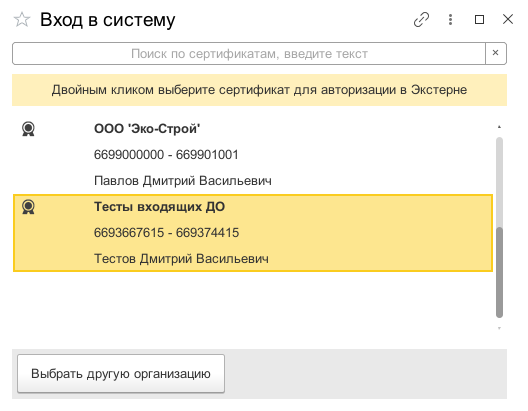 Вход в систему
Поиск по сертификатам, введите текст
Двойным кликом выберите сертификат для авторизации в Экстерне
ООО 'Эко-Строй'
6699000000 - 669901001
Павлов Дмитрий Васильевич
Тесты входящих ДО
6693667615 - 669374415
Тестов Дмитрий Васильевич
Выбрать другую организацию